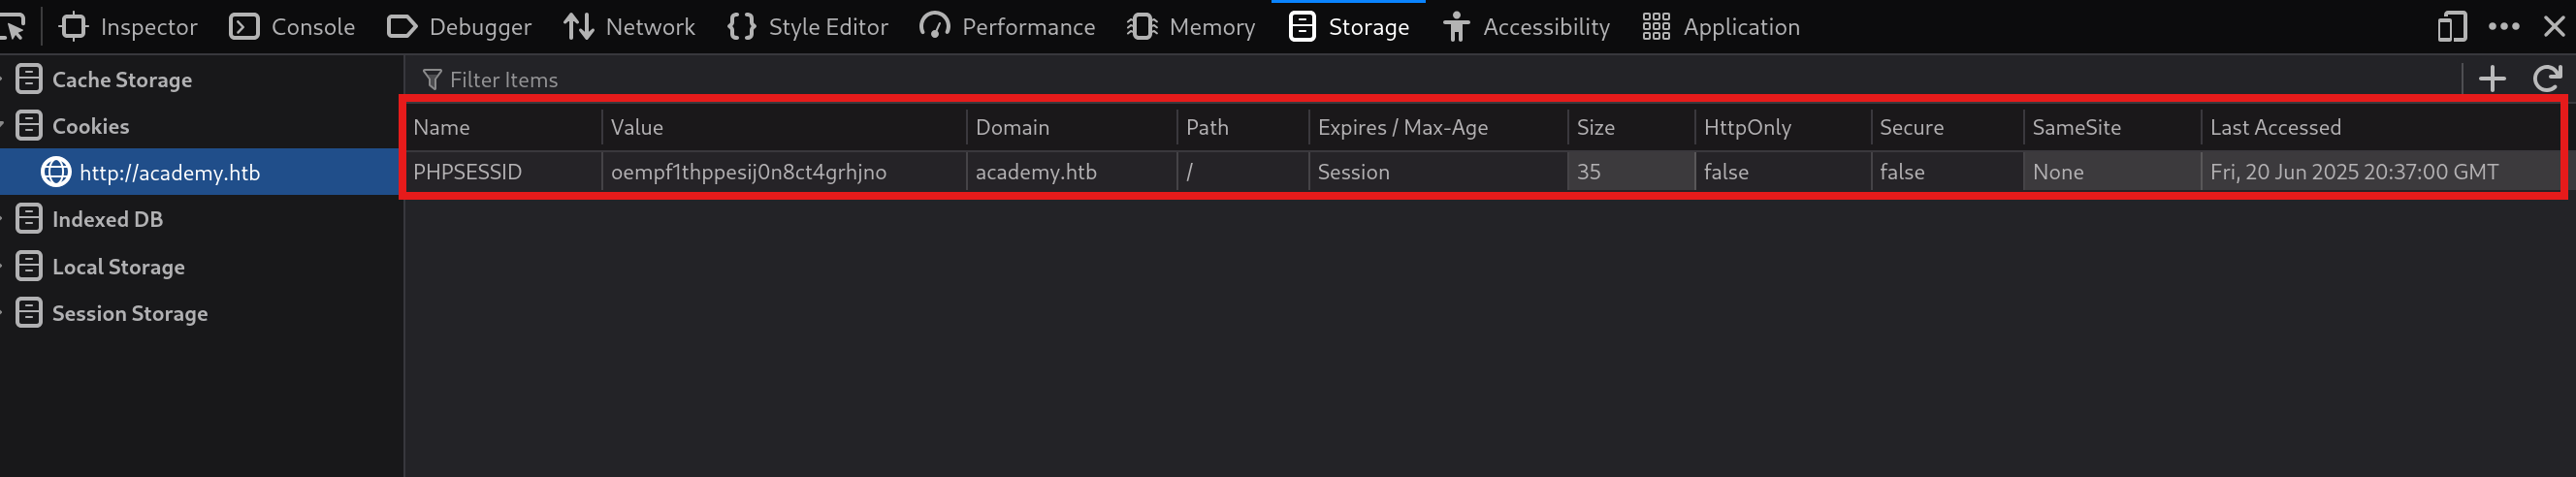 Inspector Console Debugger Network Style Editor Performance Memory Storage Accessibility Application
Cache Storage
Cookies
http://academy.htb
Indexed DB
Local Storage
Session Storage
Filter Items
Name Value Domain Path Expires / Max-Age Size HttpOnly Secure SameSite Last Accessed
PHPSESSID oempf1thppesij0n8ct4grhjno academy.htb / Session 35 false false None Fri, 20 Jun 2025 20:37:00 GMT